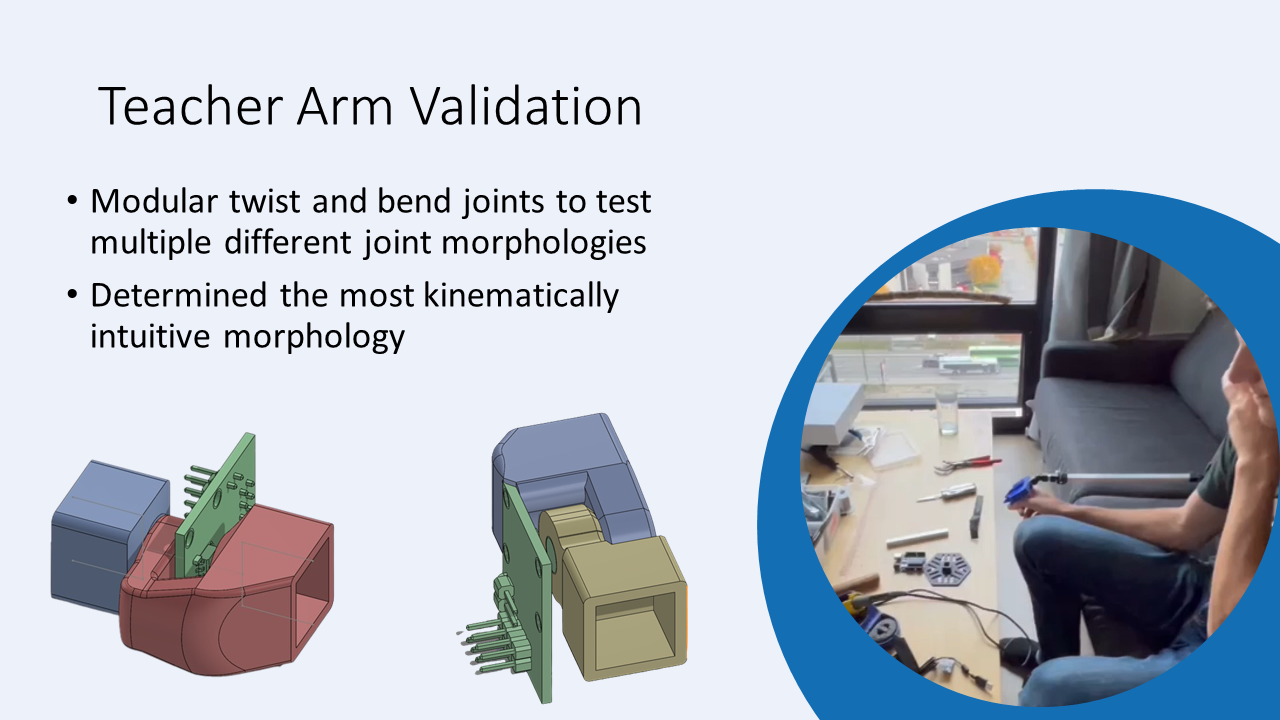 Teacher Arm Validation
• Modular twist and bend joints to test
multiple different joint morphologies
• Determined the most kinematically
intuitive morphology